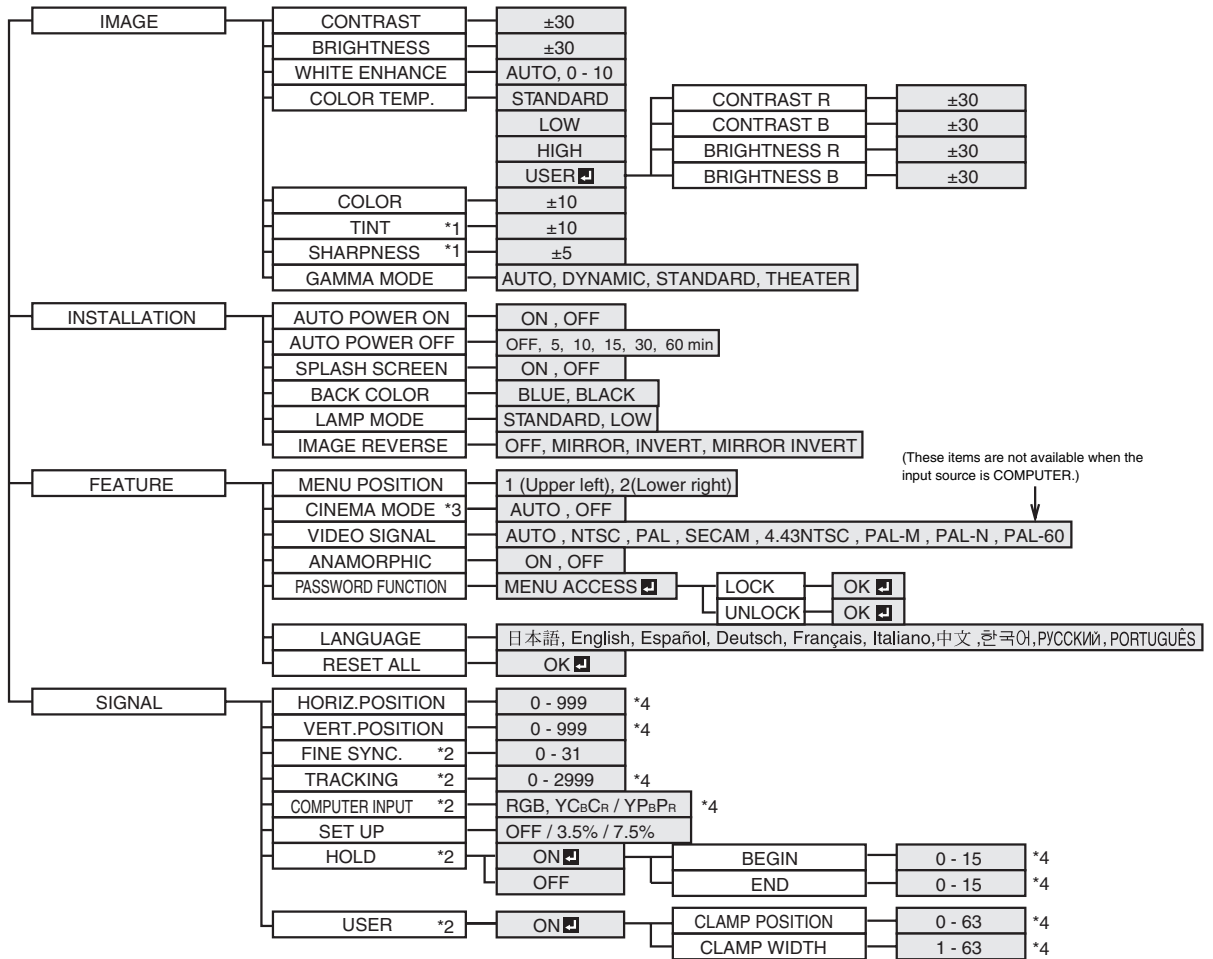 IMAGE CONTRAST ±30
BRIGHTNESS ±30
WHITE ENHANCE AUTO, 0 - 10
COLOR TEMP. STANDARD CONTRAST R ±30
LOW CONTRAST B ±30
HIGH BRIGHTNESS R ±30
USER BRIGHTNESS B ±30
COLOR ±10
TINT *1 ±10
SHARPNESS *1 ±5
GAMMA MODE AUTO, DYNAMIC, STANDARD, THEATER
INSTALLATION AUTO POWER ON ON , OFF
AUTO POWER OFF OFF, 5, 10, 15, 30, 60 min
SPLASH SCREEN ON , OFF
BACK COLOR BLUE, BLACK
LAMP MODE STANDARD, LOW
IMAGE REVERSE OFF, MIRROR, INVERT, MIRROR INVERT
(These items are not available when the
input source is COMPUTER.)
FEATURE MENU POSITION 1 (Upper left), 2(Lower right)
CINEMA MODE *3 AUTO , OFF
VIDEO SIGNAL AUTO , NTSC , PAL , SECAM , 4.43NTSC , PAL-M , PAL-N , PAL-60
ANAMORPHIC ON , OFF
PASSWORD FUNCTION MENU ACCESS LOCK OK
UNLOCK OK
LANGUAGE 日本語, English, Español, Deutsch, Français, Italiano,中文 ,한국어,РУССКИЙ, PORTUGUÊS
RESET ALL OK
SIGNAL HORIZ.POSITION 0 - 999 *4
VERT.POSITION 0 - 999 *4
FINE SYNC. *2 0 - 31
TRACKING *2 0 - 2999 *4
COMPUTER INPUT *2 RGB, YCBCR / YPBPR *4
SET UP OFF / 3.5% / 7.5%
HOLD *2 ON BEGIN 0 - 15 *4
OFF END 0 - 15 *4
USER *2 ON CLAMP POSITION 0 - 63 *4
CLAMP WIDTH 1 - 63 *4